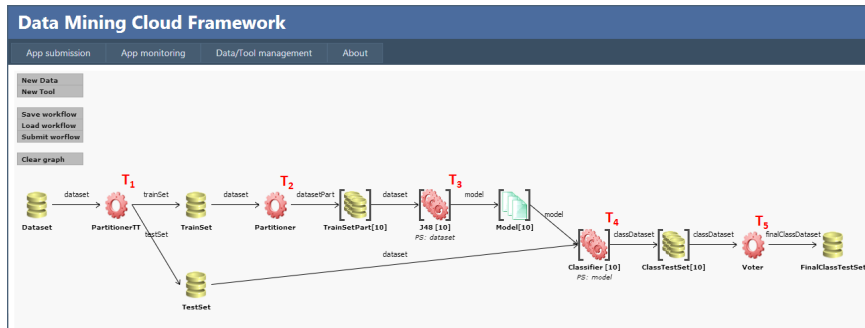 Data Mining Cloud Framework
App submission App monitoring Data/Tool management About
New Data
New Tool
Save workflow
Load workflow
Submit worflow
Clear graph
T1 T2 T3 T4 T5
dataset trainSet dataset datasetPart dataset model
Dataset PartitionerTT TrainSet Partitioner TrainSetPart[10] J48 [10] Model[10]
PS: dataset
testSet model
dataset
classDataset classDataset finalClassDataset
Classifier [10] ClassTestSet[10] Voter FinalClassTestSet
PS: model
TestSet